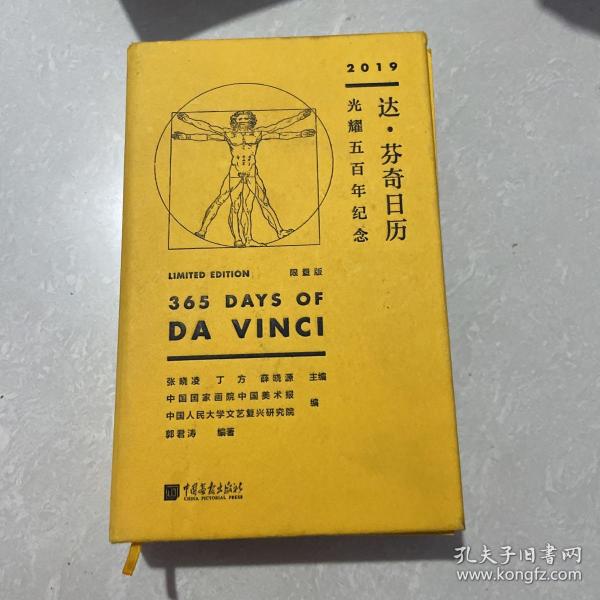 2019
达·芬奇日历
光耀五百年纪念
LIMITED EDITION 限量版
365 DAYS OF
DA VINCI
张晓凌 丁方 薛晓源 主编
中国国家画院中国美术报
中国人民大学文艺复兴研究院 编
郭君涛 编著
中国画报出版社
CHINA PICTORIAL PRESS
孔夫子旧书网
www.kongfz.com